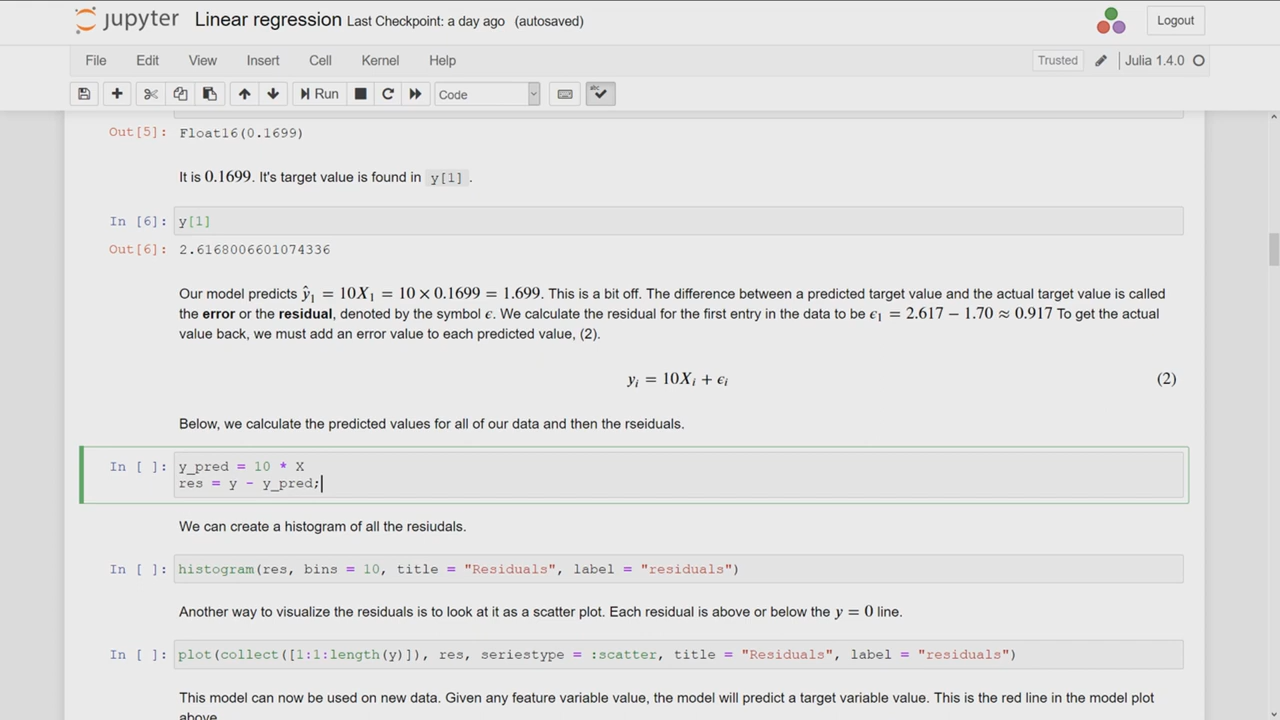 jupyter Linear regression Last Checkpoint: a day ago (autosaved) Logout
File Edit View Insert Cell Kernel Help Trusted Julia 1.4.0
Run Code
Out[5]: Float16(0.1699)
It is 0.1699. It's target value is found in y[1] .
In [6]: y[1]
Out[6]: 2.6168006601074336
Our model predicts ŷ₁ = 10X₁ = 10 × 0.1699 = 1.699. This is a bit off. The difference between a predicted target value and the actual target value is called
the error or the residual, denoted by the symbol ϵ. We calculate the residual for the first entry in the data to be ϵ₁ = 2.617 − 1.70 ≈ 0.917 To get the actual
value back, we must add an error value to each predicted value, (2).
yᵢ = 10Xᵢ + ϵᵢ (2)
Below, we calculate the predicted values for all of our data and then the rseiduals.
In [ ]: y_pred = 10 * X
res = y - y_pred;
We can create a histogram of all the resiudals.
In [ ]: histogram(res, bins = 10, title = "Residuals", label = "residuals")
Another way to visualize the residuals is to look at it as a scatter plot. Each residual is above or below the y = 0 line.
In [ ]: plot(collect([1:1:length(y)]), res, seriestype = :scatter, title = "Residuals", label = "residuals")
This model can now be used on new data. Given any feature variable value, the model will predict a target variable value. This is the red line in the model plot
above.